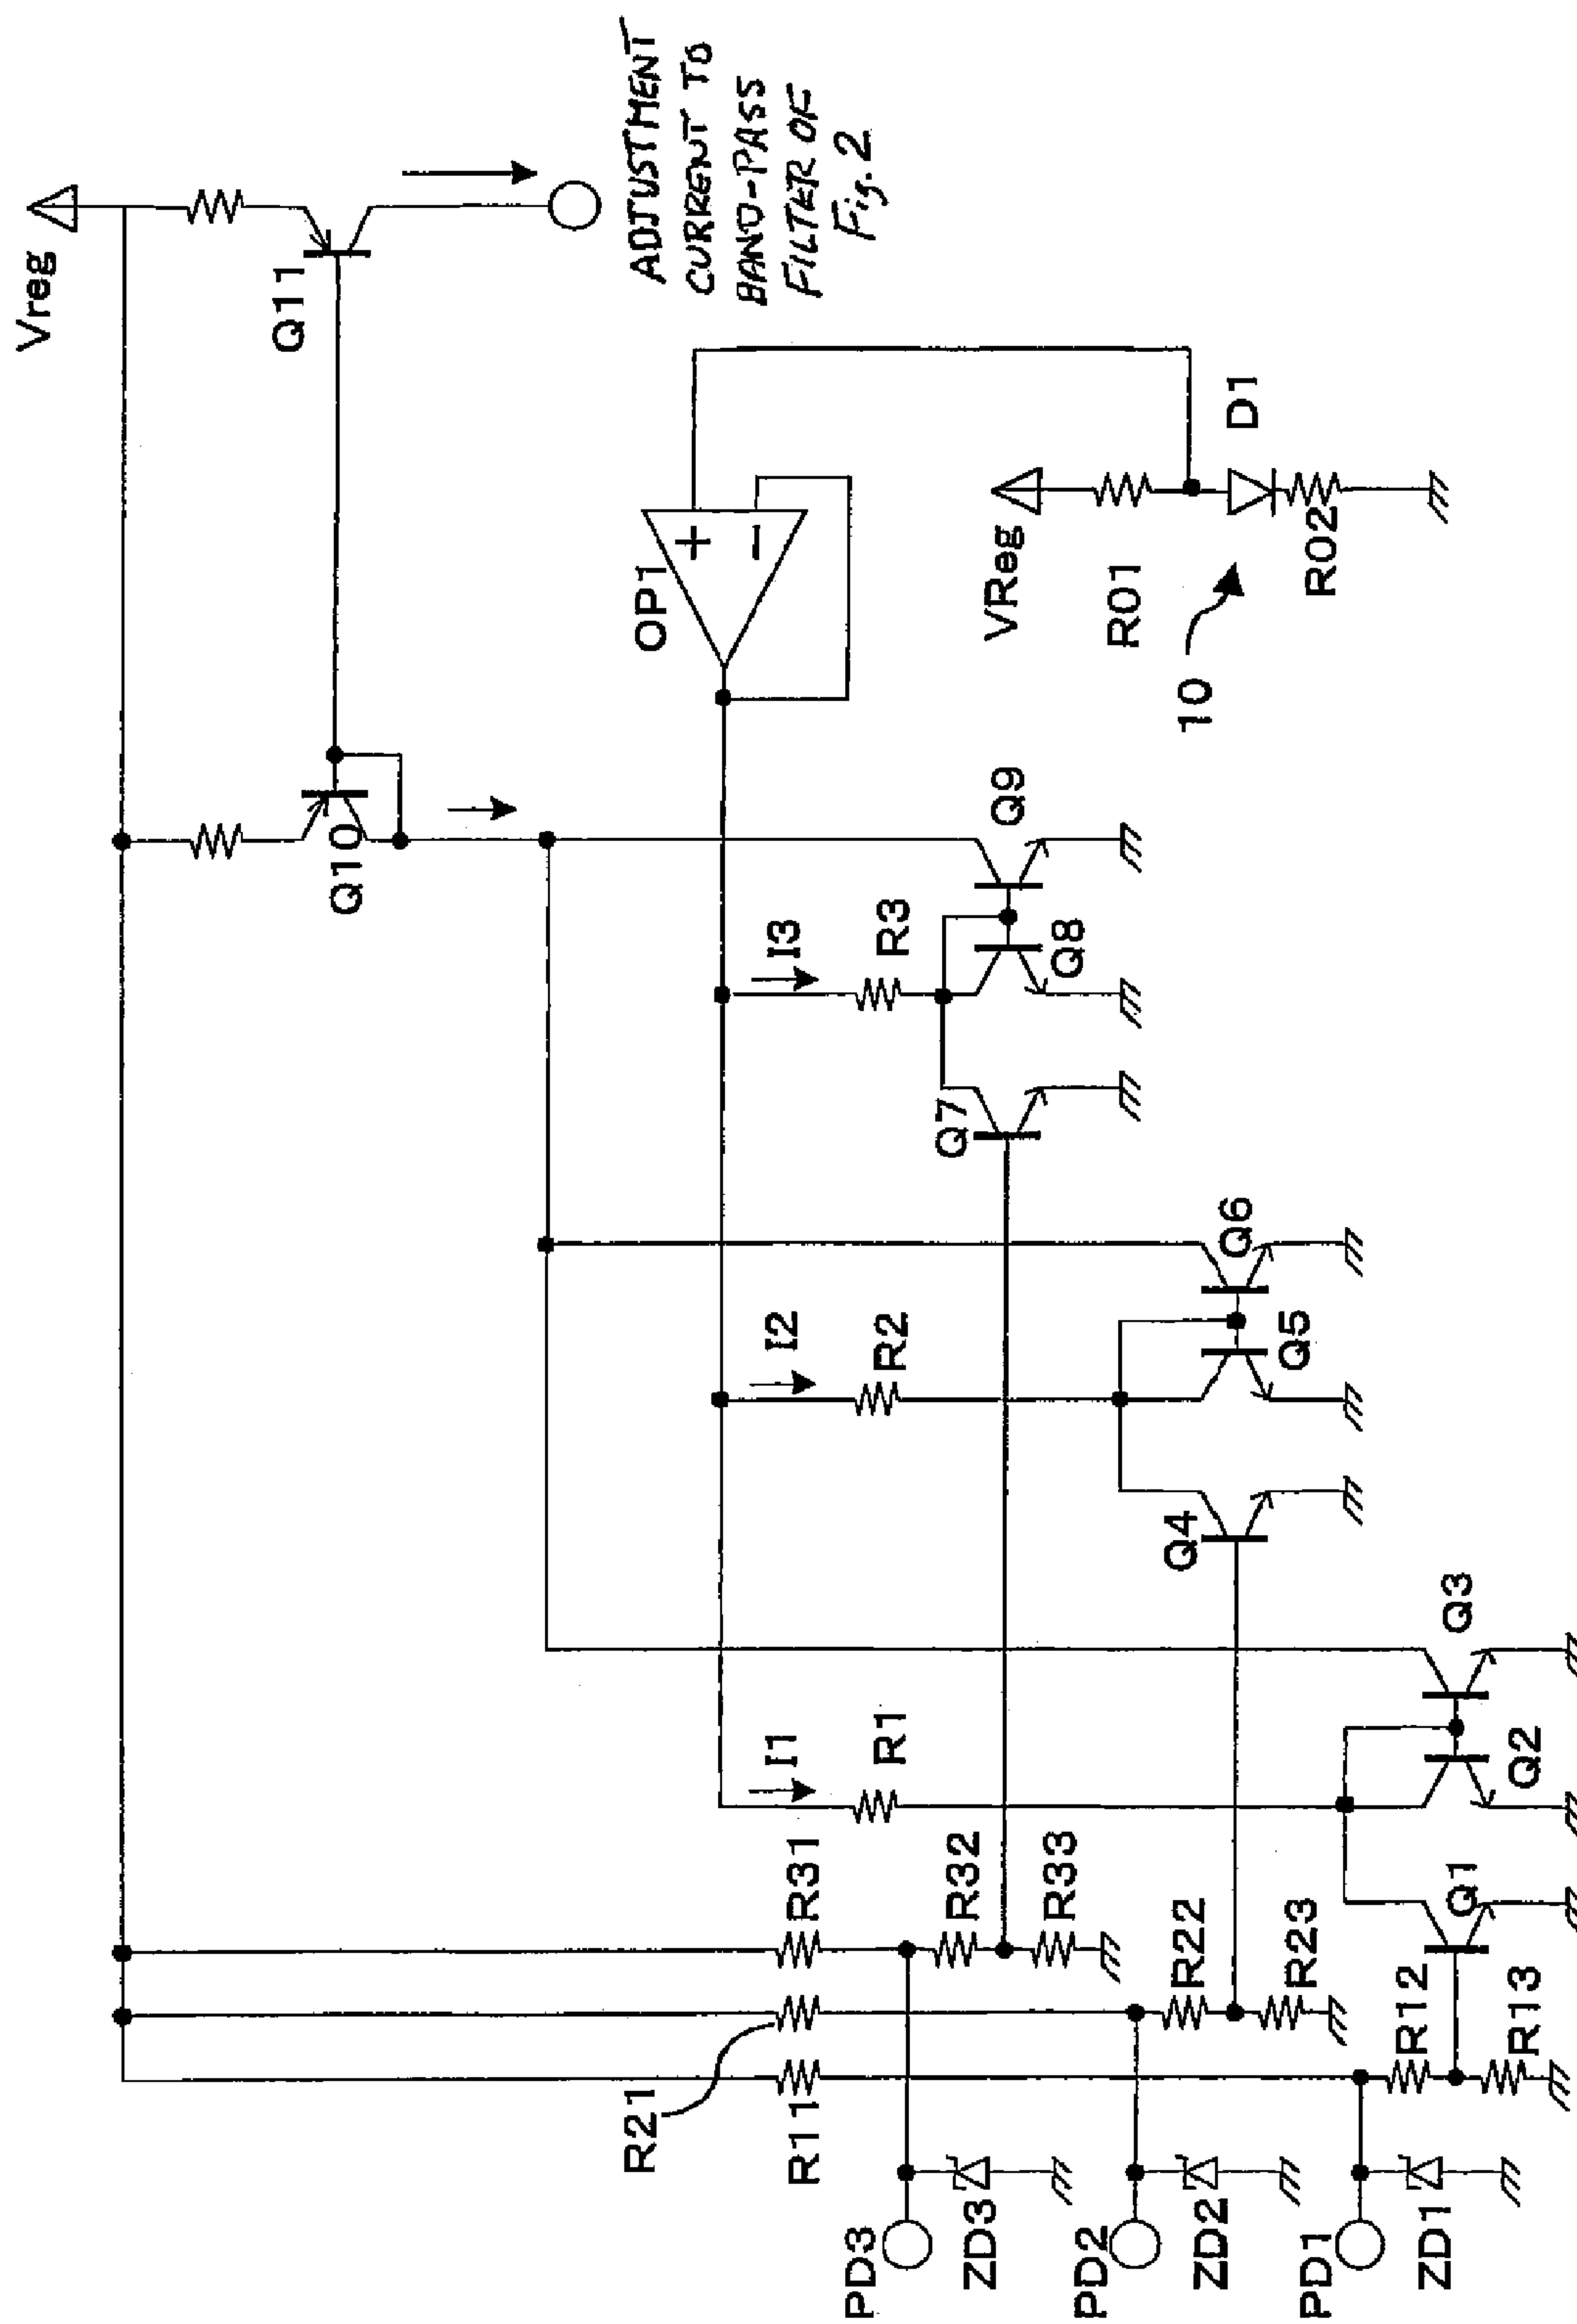 Vreg
Q11
ADJUSTMENT
CURRENT TO
BAND-PASS
FILTER OF
Fig. 2
Q10
OP1
+
−
VReg
R01
D1
10
R02
I3
R3
Q9
Q8
Q7
I2
R2
Q6
Q5
Q4
I1
R1
Q3
Q2
Q1
R31
R32
R33
R21
R22
R23
R11
R12
R13
PD3
ZD3
PD2
ZD2
PD1
ZD1